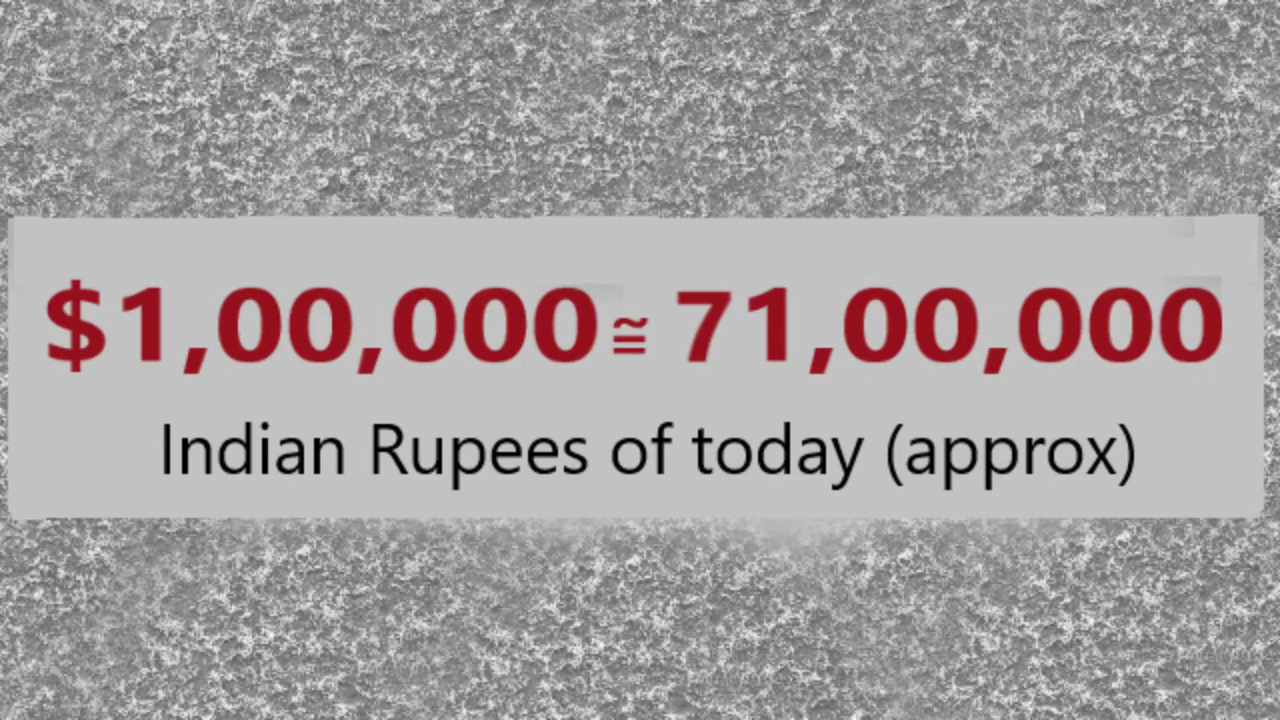 $1,00,000≅ 71,00,000
Indian Rupees of today (approx)